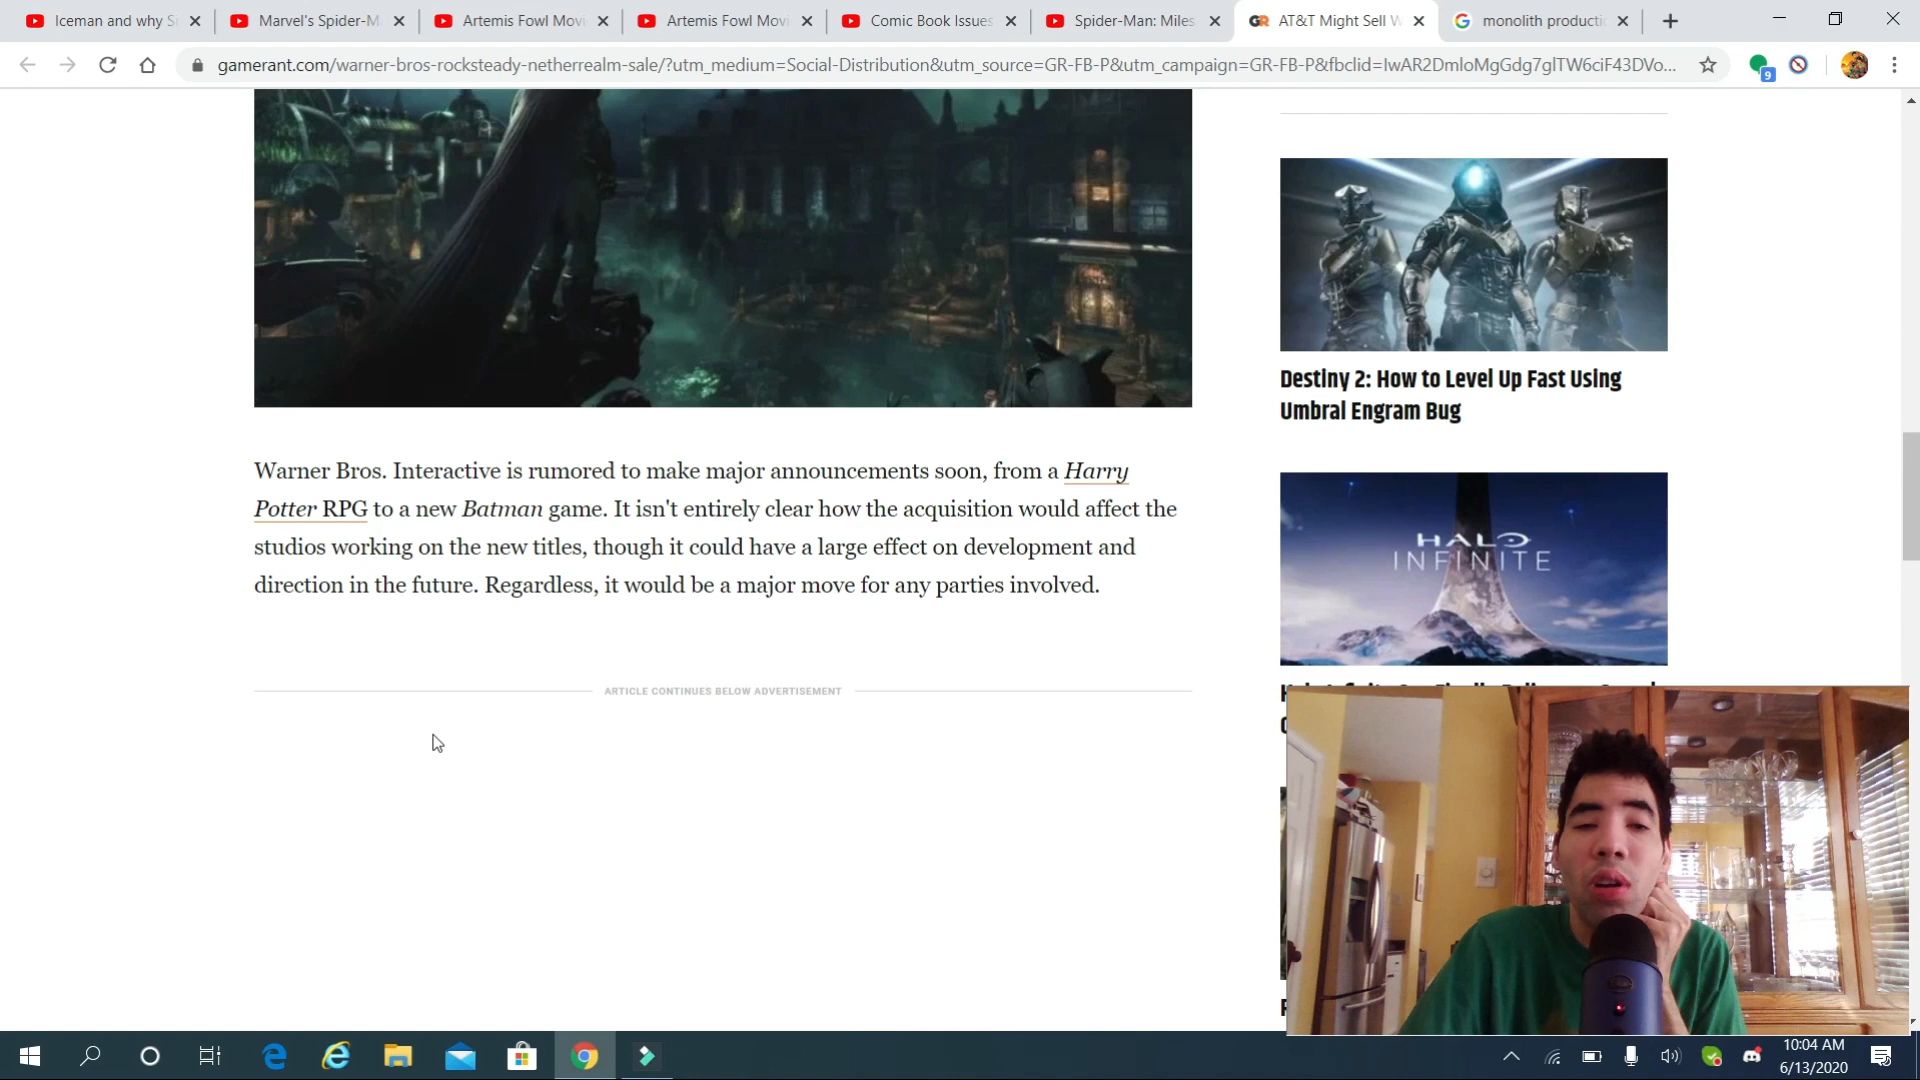 Iceman and why S
Marvel's Spider-M
Artemis Fowl Movi
Artemis Fowl Movi
Comic Book Issues
Spider-Man: Miles
GR AT&T Might Sell W
monolith producti
gamerant.com/warner-bros-rocksteady-netherrealm-sale/?utm_medium=Social-Distribution&utm_source=GR-FB-P&utm_campaign=GR-FB-P&fbclid=IwAR2DmloMgGdg7glTW6ciF43DVo...
9
Destiny 2: How to Level Up Fast Using
Umbral Engram Bug
HALO
INFINITE
Warner Bros. Interactive is rumored to make major announcements soon, from a Harry
Potter RPG to a new Batman game. It isn't entirely clear how the acquisition would affect the
studios working on the new titles, though it could have a large effect on development and
direction in the future. Regardless, it would be a major move for any parties involved.
ARTICLE CONTINUES BELOW ADVERTISEMENT
10:04 AM
6/13/2020